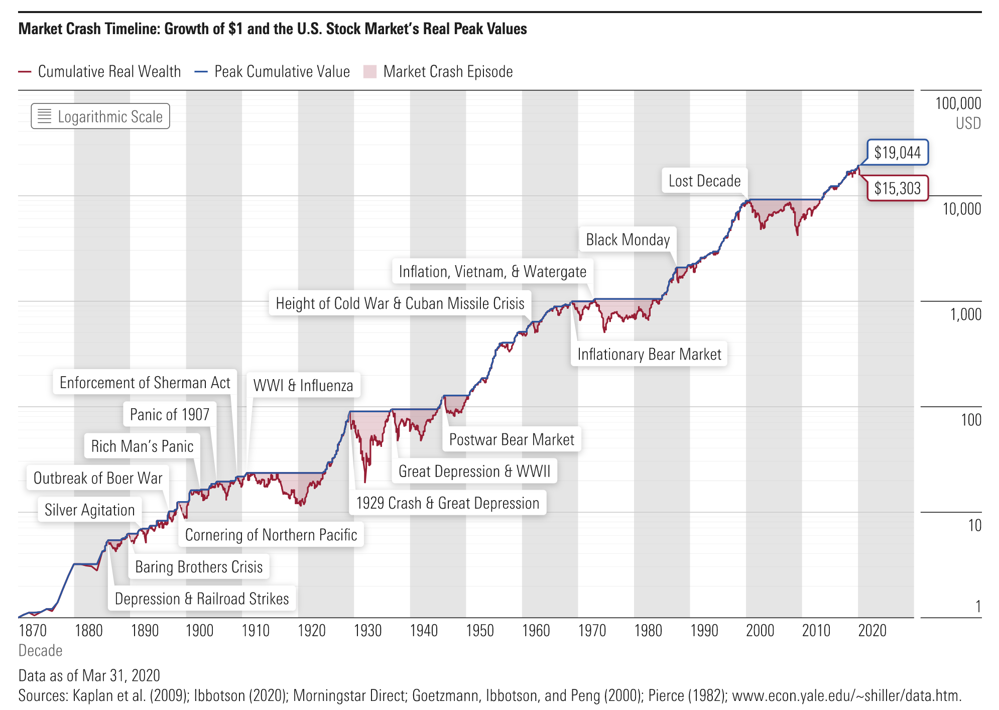 Market Crash Timeline: Growth of $1 and the U.S. Stock Market’s Real Peak Values
Cumulative Real Wealth
Peak Cumulative Value
Market Crash Episode
Logarithmic Scale
100,000
USD
$19,044
Lost Decade
$15,303
10,000
Black Monday
Inflation, Vietnam, & Watergate
Height of Cold War & Cuban Missile Crisis
1,000
Inflationary Bear Market
Enforcement of Sherman Act
WWI & Influenza
Panic of 1907
100
Postwar Bear Market
Rich Man’s Panic
Great Depression & WWII
Outbreak of Boer War
1929 Crash & Great Depression
Silver Agitation
10
Cornering of Northern Pacific
Baring Brothers Crisis
Depression & Railroad Strikes
1
1870 1880 1890 1900 1910 1920 1930 1940 1950 1960 1970 1980 1990 2000 2010 2020
Decade
Data as of Mar 31, 2020
Sources: Kaplan et al. (2009); Ibbotson (2020); Morningstar Direct; Goetzmann, Ibbotson, and Peng (2000); Pierce (1982); www.econ.yale.edu/~shiller/data.htm.